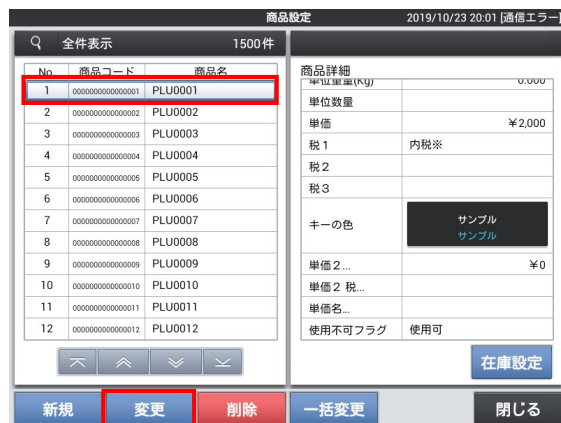 商品設定 2019/10/23 20:01 [通信エラー]
全件表示 1500件
No. 商品コード 商品名
1 0000000000000001 PLU0001
2 0000000000000002 PLU0002
3 0000000000000003 PLU0003
4 0000000000000004 PLU0004
5 0000000000000005 PLU0005
6 0000000000000006 PLU0006
7 0000000000000007 PLU0007
8 0000000000000008 PLU0008
9 0000000000000009 PLU0009
10 0000000000000010 PLU0010
11 0000000000000011 PLU0011
12 0000000000000012 PLU0012
商品詳細
単位重量(Kg) 0.000
単位数量
単価 ¥2,000
税1 内税※
税2
税3
キーの色 サンプル
サンプル
単価2... ¥0
単価2 税...
単価名...
使用不可フラグ 使用可
在庫設定
新規 変更 削除 一括変更 閉じる